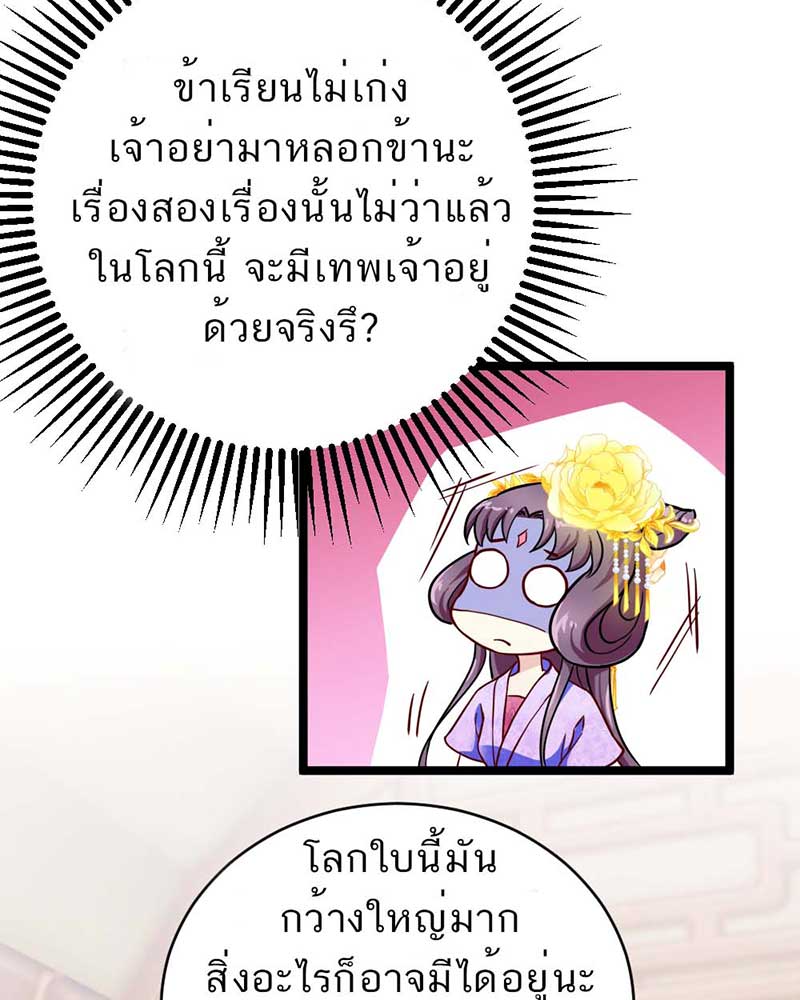 ข้าเรียนไม่เก่ง
เจ้าอย่ามาหลอกข้านะ
เรื่องสองเรื่องนั้นไม่ว่าแล้ว
ในโลกนี้ จะมีเทพเจ้าอยู่
ด้วยจริงรึ?
โลกใบนี้มัน
กว้างใหญ่มาก
สิ่งอะไรก็อาจมีได้อยู่นะ